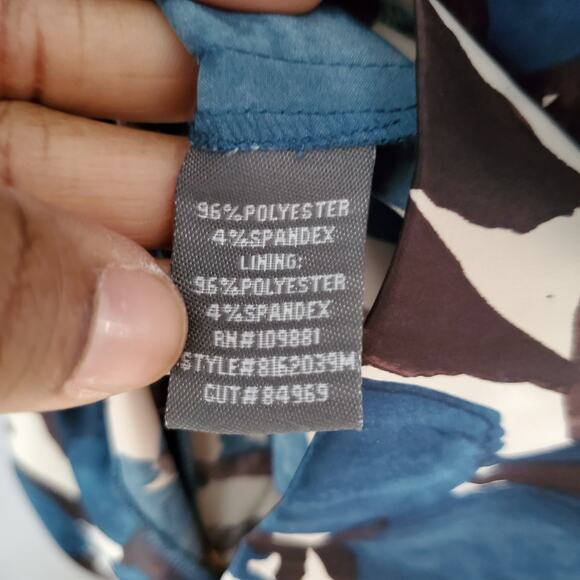 96%POLYESTER
4%SPANDEX
LINING:
96%POLYESTER
4%SPANDEX
RN#109881
STYLE#8162039M
CUT#84969